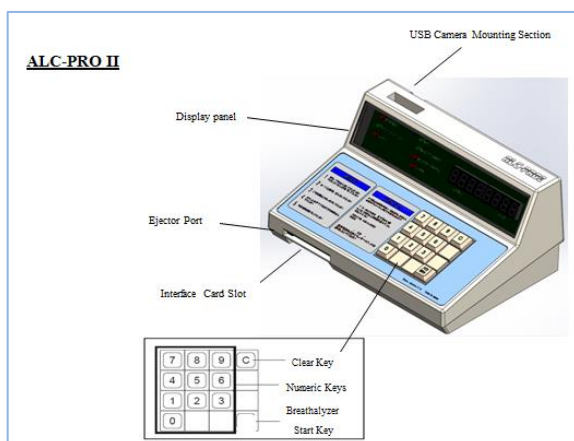 USB Camera Mounting Section
ALC-PRO II
Display panel
Ejector Port
Interface Card Slot
7 8 9 C
4 5 6
1 2 3
0
Clear Key
Numeric Keys
Breathalyzer
Start Key